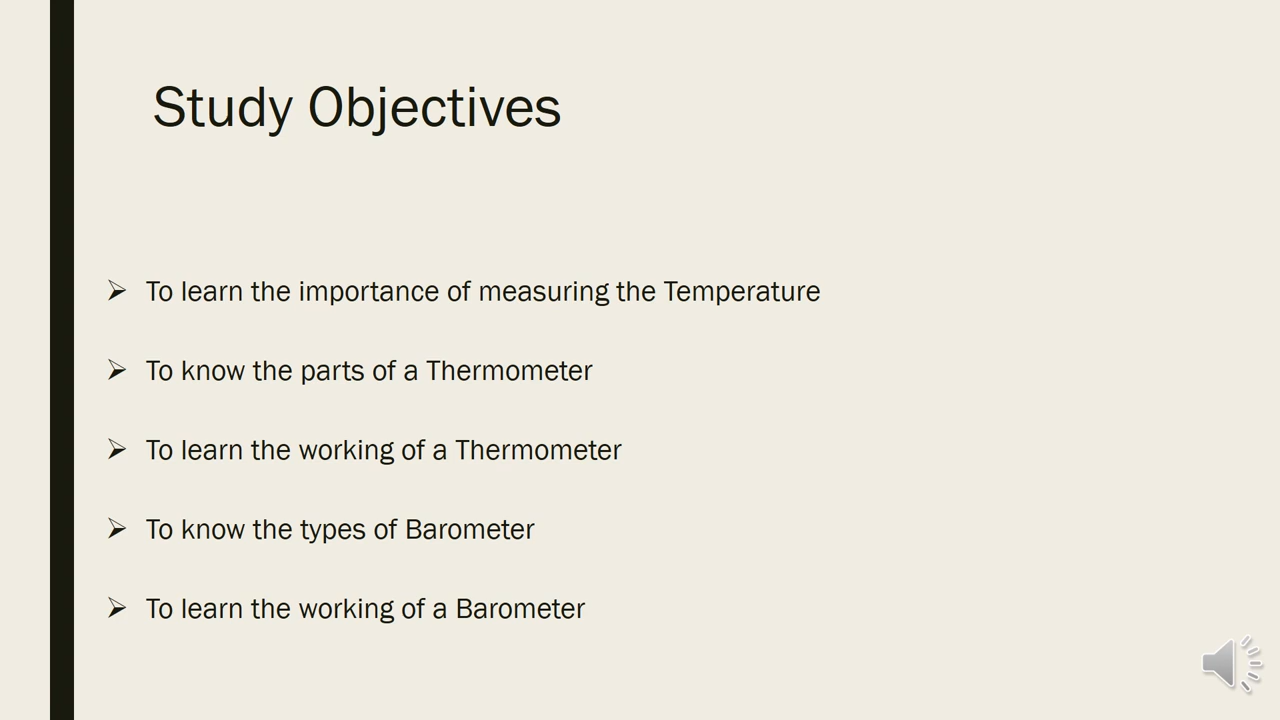 Study Objectives
➢ To learn the importance of measuring the Temperature
➢ To know the parts of a Thermometer
➢ To learn the working of a Thermometer
➢ To know the types of Barometer
➢ To learn the working of a Barometer